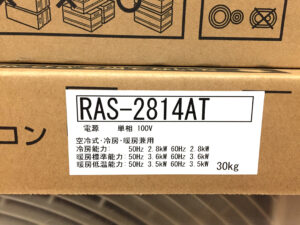 コン
RAS-2814AT
電源 単相 100V
空冷式・冷房・暖房兼用
冷房能力: 50Hz 2.8kW 60Hz 2.8kW
暖房標準能力: 50Hz 3.6kW 60Hz 3.6kW
暖房低温能力: 50Hz 3.5kW 60Hz 3.5kW
30kg